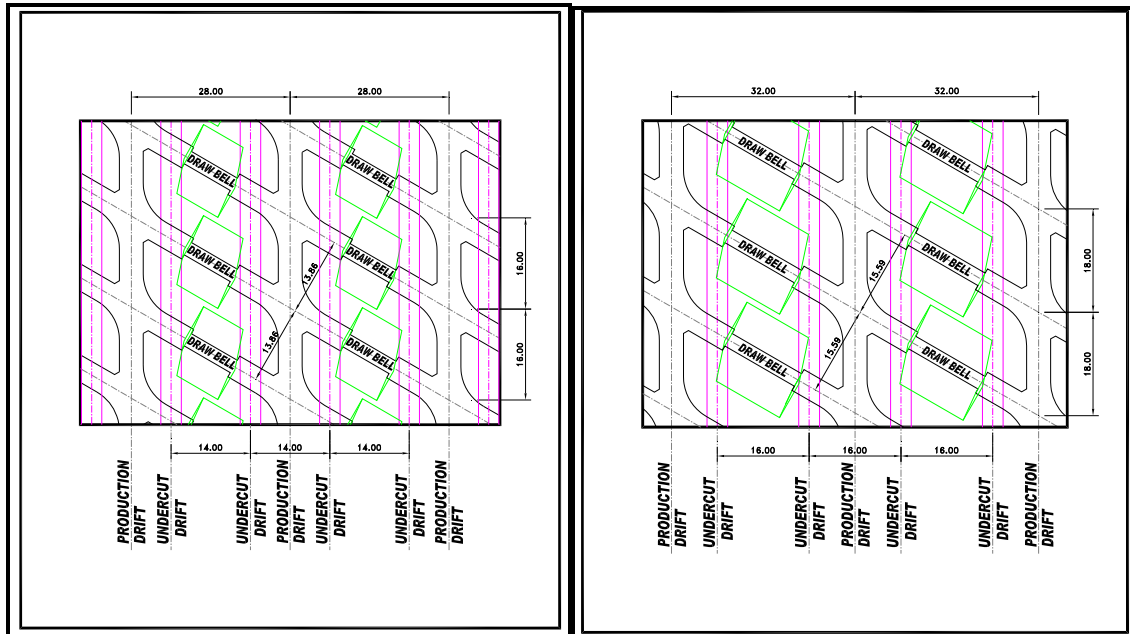 28.00
28.00
DRAW BELL
DRAW BELL
DRAW BELL
DRAW BELL
DRAW BELL
DRAW BELL
13.86
13.86
16.00
16.00
14.00
14.00
14.00
PRODUCTION
DRIFT
UNDERCUT
DRIFT
UNDERCUT
DRIFT
PRODUCTION
DRIFT
UNDERCUT
DRIFT
UNDERCUT
DRIFT
PRODUCTION
DRIFT
32.00
32.00
DRAW BELL
DRAW BELL
DRAW BELL
DRAW BELL
DRAW BELL
DRAW BELL
15.59
15.59
18.00
18.00
16.00
16.00
16.00
PRODUCTION
DRIFT
UNDERCUT
DRIFT
UNDERCUT
DRIFT
PRODUCTION
DRIFT
UNDERCUT
DRIFT
UNDERCUT
DRIFT
PRODUCTION
DRIFT